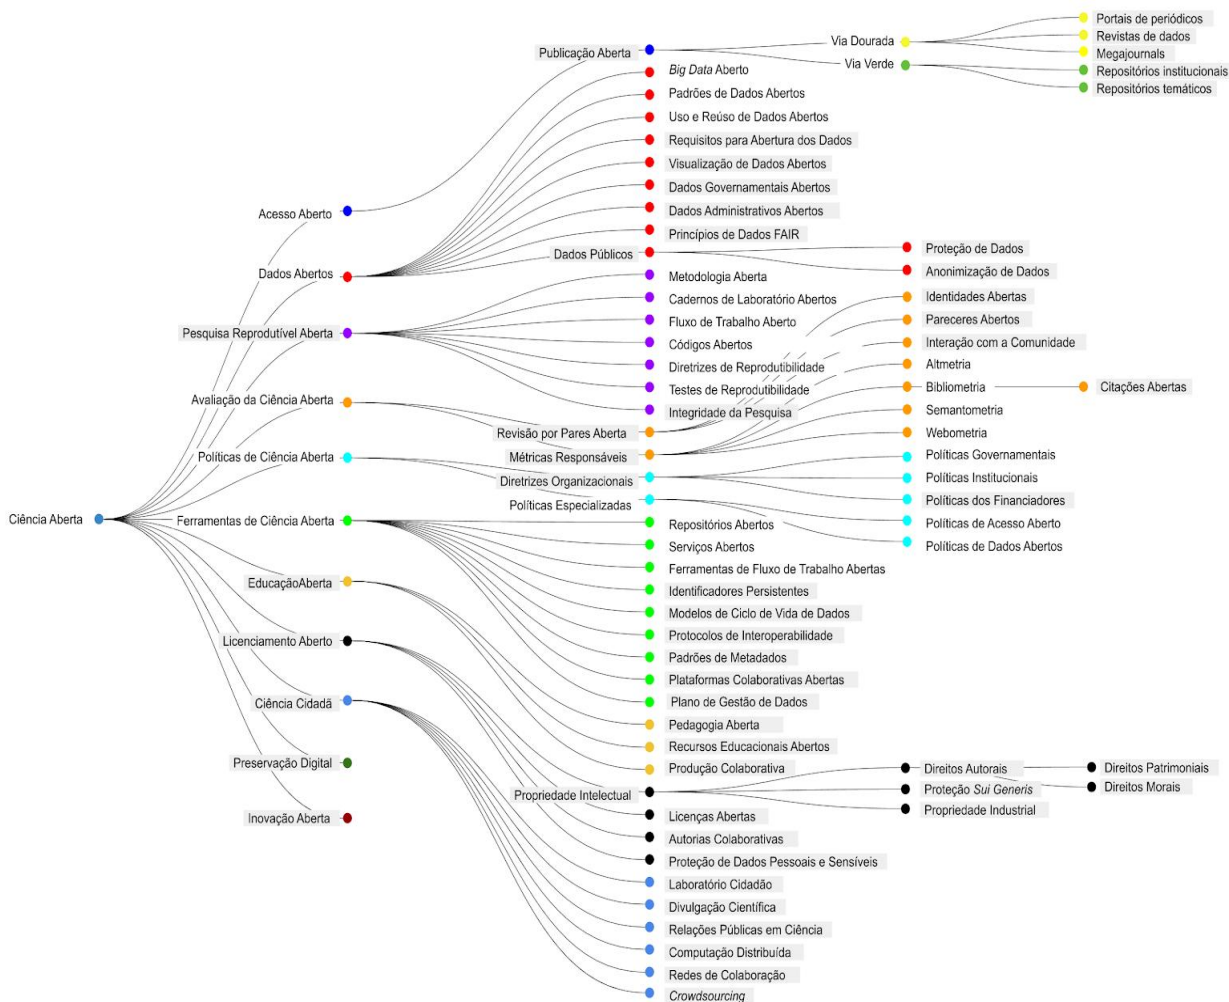 Ciência Aberta
Acesso Aberto
Publicação Aberta
Via Dourada
Portais de periódicos
Revistas de dados
Megajournals
Via Verde
Repositórios institucionais
Repositórios temáticos
Dados Abertos
Big Data Aberto
Padrões de Dados Abertos
Uso e Reúso de Dados Abertos
Requisitos para Abertura dos Dados
Visualização de Dados Abertos
Dados Governamentais Abertos
Dados Administrativos Abertos
Princípios de Dados FAIR
Dados Públicos
Proteção de Dados
Anonimização de Dados
Pesquisa Reprodutível Aberta
Metodologia Aberta
Cadernos de Laboratório Abertos
Fluxo de Trabalho Aberto
Códigos Abertos
Diretrizes de Reprodutibilidade
Testes de Reprodutibilidade
Integridade da Pesquisa
Avaliação da Ciência Aberta
Revisão por Pares Aberta
Identidades Abertas
Pareceres Abertos
Interação com a Comunidade
Métricas Responsáveis
Altmetria
Bibliometria
Citações Abertas
Semantometria
Webometria
Políticas de Ciência Aberta
Diretrizes Organizacionais
Políticas Governamentais
Políticas Institucionais
Políticas dos Financiadores
Políticas Especializadas
Políticas de Acesso Aberto
Políticas de Dados Abertos
Ferramentas de Ciência Aberta
Repositórios Abertos
Serviços Abertos
Ferramentas de Fluxo de Trabalho Abertas
Identificadores Persistentes
Modelos de Ciclo de Vida de Dados
Protocolos de Interoperabilidade
Padrões de Metadados
Plataformas Colaborativas Abertas
Plano de Gestão de Dados
EducaçãoAberta
Pedagogia Aberta
Recursos Educacionais Abertos
Produção Colaborativa
Licenciamento Aberto
Propriedade Intelectual
Direitos Autorais
Direitos Patrimoniais
Direitos Morais
Proteção Sui Generis
Propriedade Industrial
Licenças Abertas
Autorias Colaborativas
Proteção de Dados Pessoais e Sensíveis
Ciência Cidadã
Laboratório Cidadão
Divulgação Científica
Relações Públicas em Ciência
Computação Distribuída
Redes de Colaboração
Crowdsourcing
Preservação Digital
Inovação Aberta